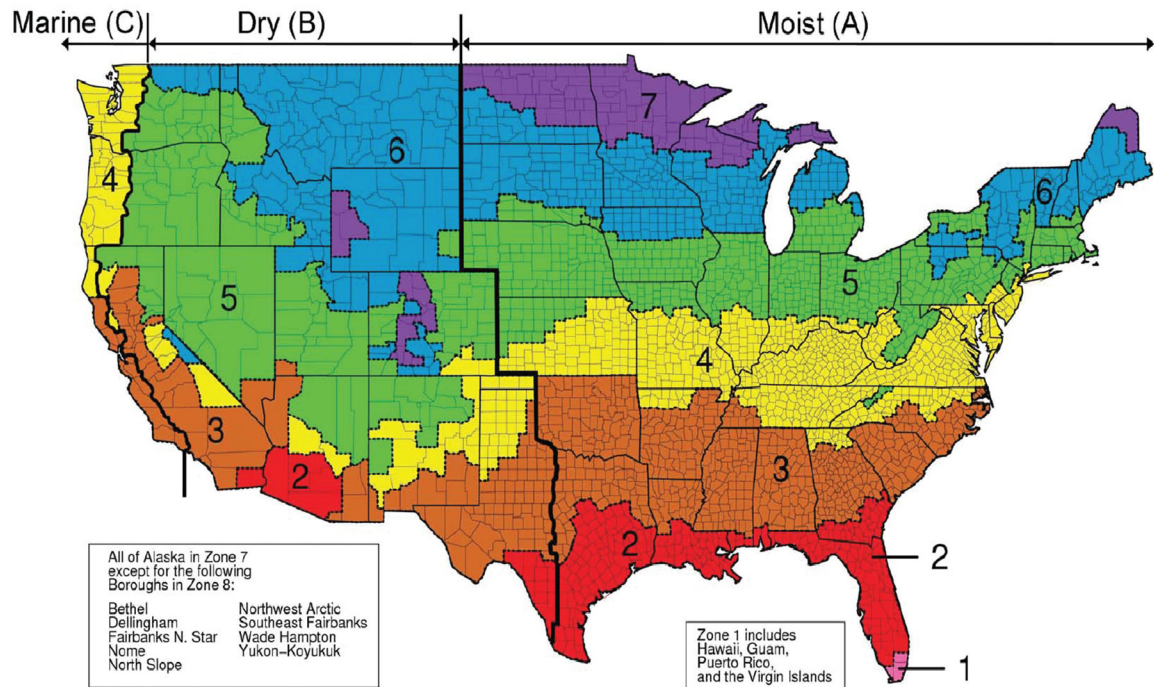 Marine (C)
Dry (B)
Moist (A)
7
6
4
6
5
5
4
3
3
2
2
2
1
All of Alaska in Zone 7
except for the following
Boroughs in Zone 8:
Bethel
Dellingham
Fairbanks N. Star
Nome
North Slope
Northwest Arctic
Southeast Fairbanks
Wade Hampton
Yukon-Koyukuk
Zone 1 includes
Hawaii, Guam,
Puerto Rico,
and the Virgin Islands